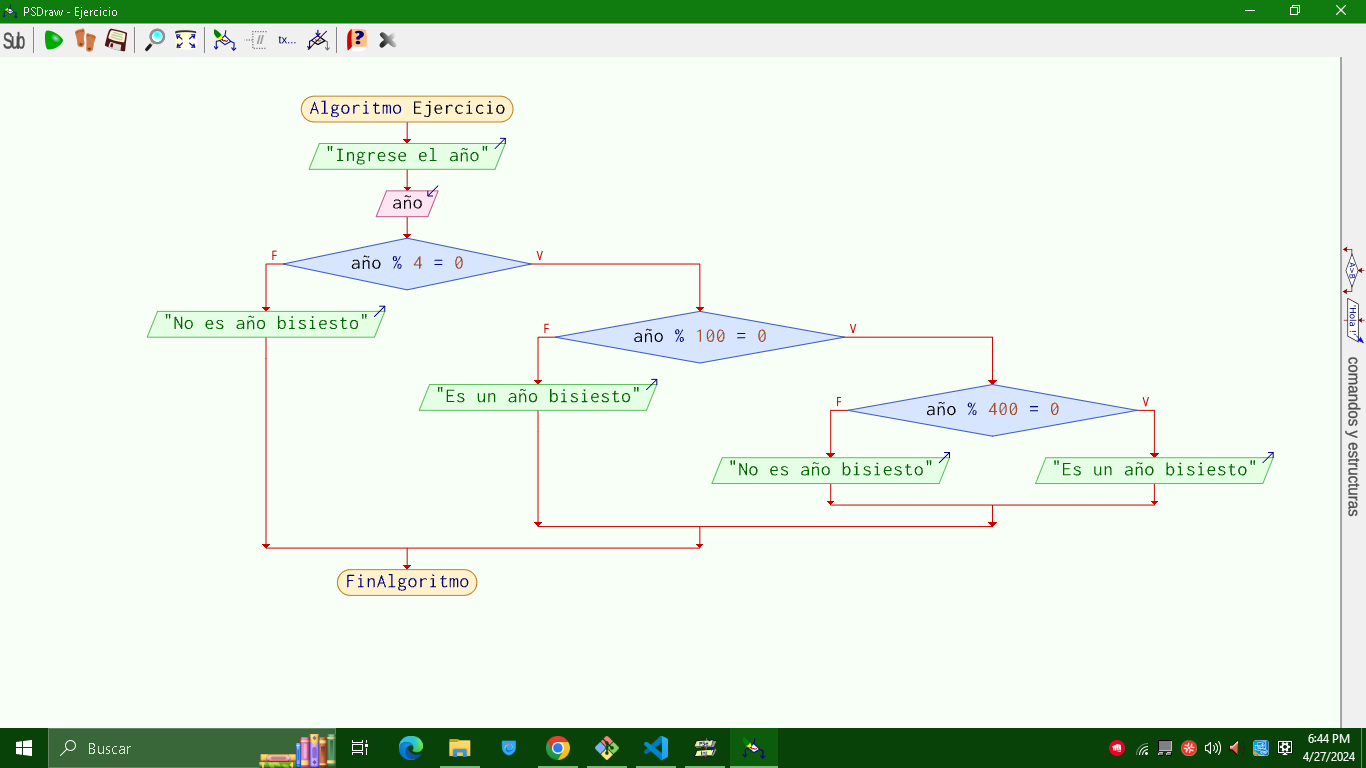 PSDraw - Ejercicio
Sub
tx...
Algoritmo Ejercicio
"Ingrese el año"
año
F
año % 4 = 0
V
"No es año bisiesto"
F
año % 100 = 0
V
"Es un año bisiesto"
F
año % 400 = 0
V
"No es año bisiesto"
"Es un año bisiesto"
FinAlgoritmo
A>B
"Hola !"
comandos y estructuras
Buscar
6:44 PM
4/27/2024